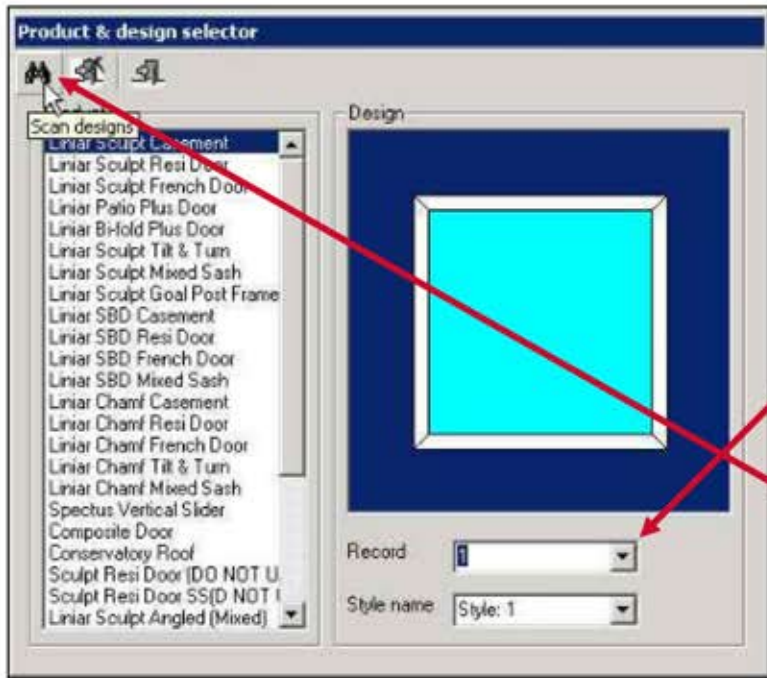 Product & design selector
Scan designs
Design
Liniar Sculpt Casement
Liniar Sculpt Resi Door
Liniar Sculpt French Door
Liniar Patio Plus Door
Liniar Bi-fold Plus Door
Liniar Sculpt Tilt & Turn
Liniar Sculpt Mixed Sash
Liniar Sculpt Goal Post Frame
Liniar SBD Casement
Liniar SBD Resi Door
Liniar SBD French Door
Liniar SBD Mixed Sash
Liniar Chamf Casement
Liniar Chamf Resi Door
Liniar Chamf French Door
Liniar Chamf Tilt & Turn
Liniar Chamf Mixed Sash
Spectus Vertical Slider
Composite Door
Conservatory Roof
Sculpt Resi Door (DO NOT U
Sculpt Resi Door SS(D NOT
Liniar Sculpt Angled (Mixed)
Record 1
Style name Style: 1